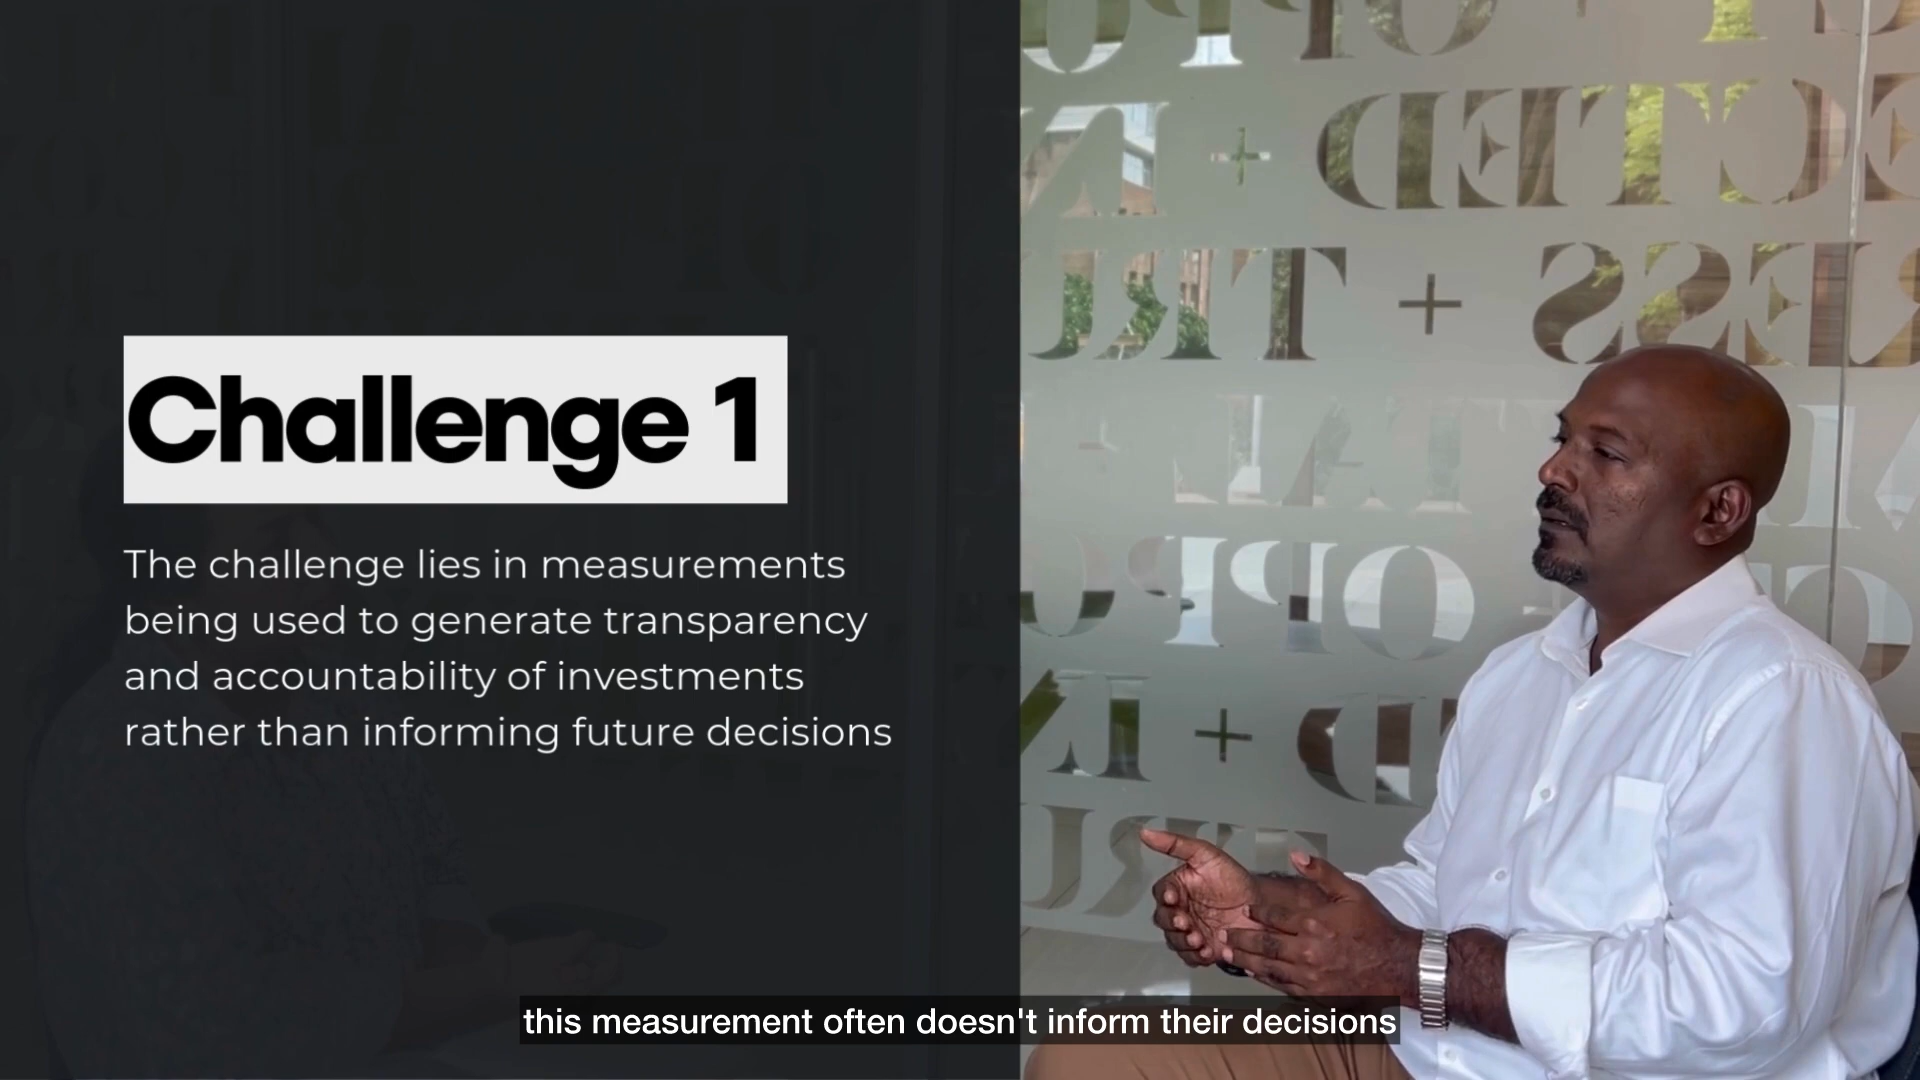 Challenge 1
The challenge lies in measurements
being used to generate transparency
and accountability of investments
rather than informing future decisions
this measurement often doesn't inform their decisions